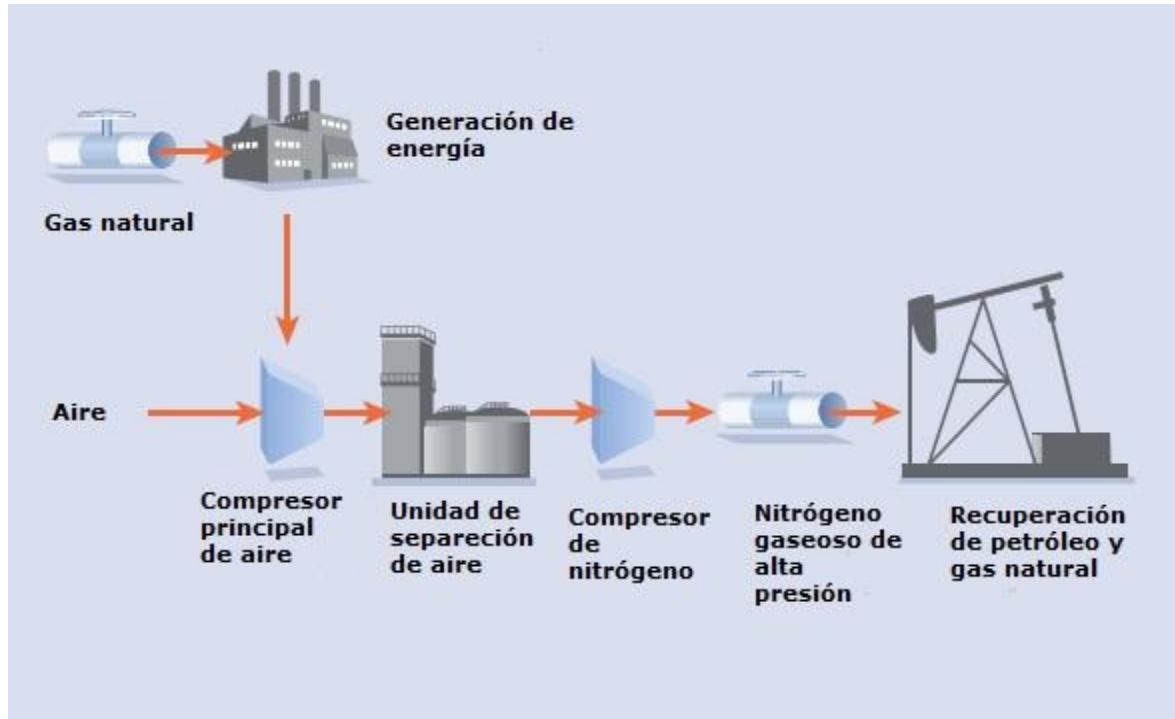 Generación de
energía
Gas natural
Aire
Compresor
principal
de aire
Unidad de
separeción
de aire
Compresor
de
nitrógeno
Nitrógeno
gaseoso de
alta
presión
Recuperación
de petróleo y
gas natural